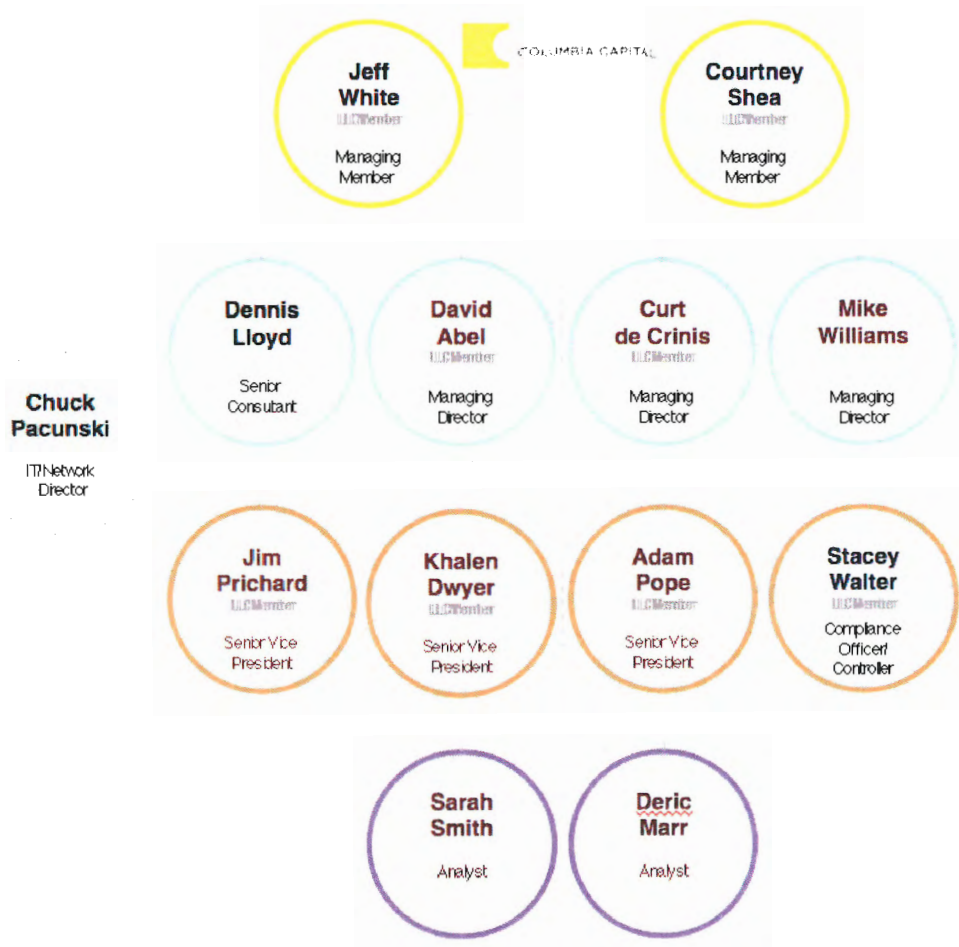 COLUMBIA CAPITAL
Jeff
White
LLC Member
Managing
Member
Courtney
Shea
LLC Member
Managing
Member
Dennis
Lloyd
Senior
Consultant
David
Abel
LLC Member
Managing
Director
Curt
de Crinis
LLC Member
Managing
Director
Mike
Williams
Managing
Director
Chuck
Pacunski
IT/Network
Director
Jim
Prichard
LLC Member
Senior Vice
President
Khalen
Dwyer
LLC Member
Senior Vice
President
Adam
Pope
LLC Member
Senior Vice
President
Stacey
Walter
LLC Member
Compliance
Officer/
Controller
Sarah
Smith
Analyst
Deric
Marr
Analyst